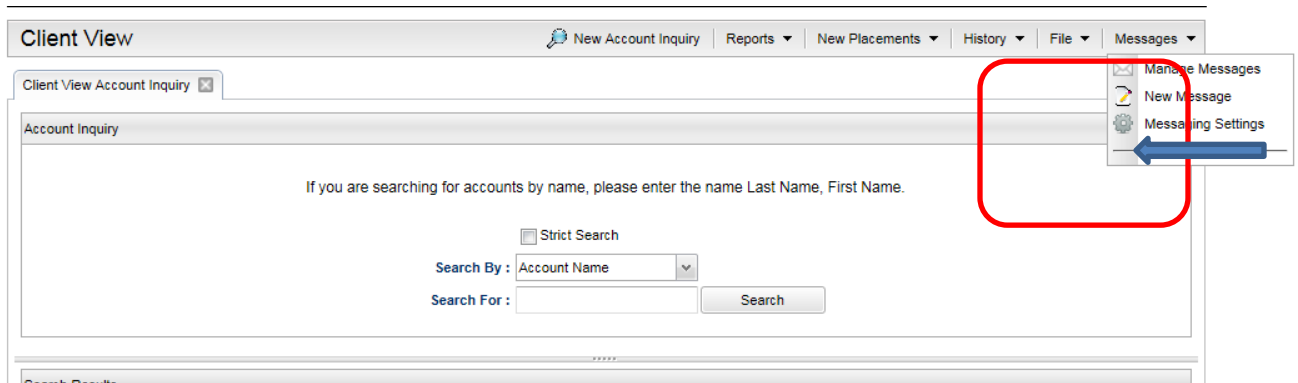 Client View
New Account Inquiry Reports New Placements History File Messages
Manage Messages
New Message
Messaging Settings
Client View Account Inquiry
Account Inquiry
If you are searching for accounts by name, please enter the name Last Name, First Name.
Strict Search
Search By : Account Name
Search For :
Search
Search Results